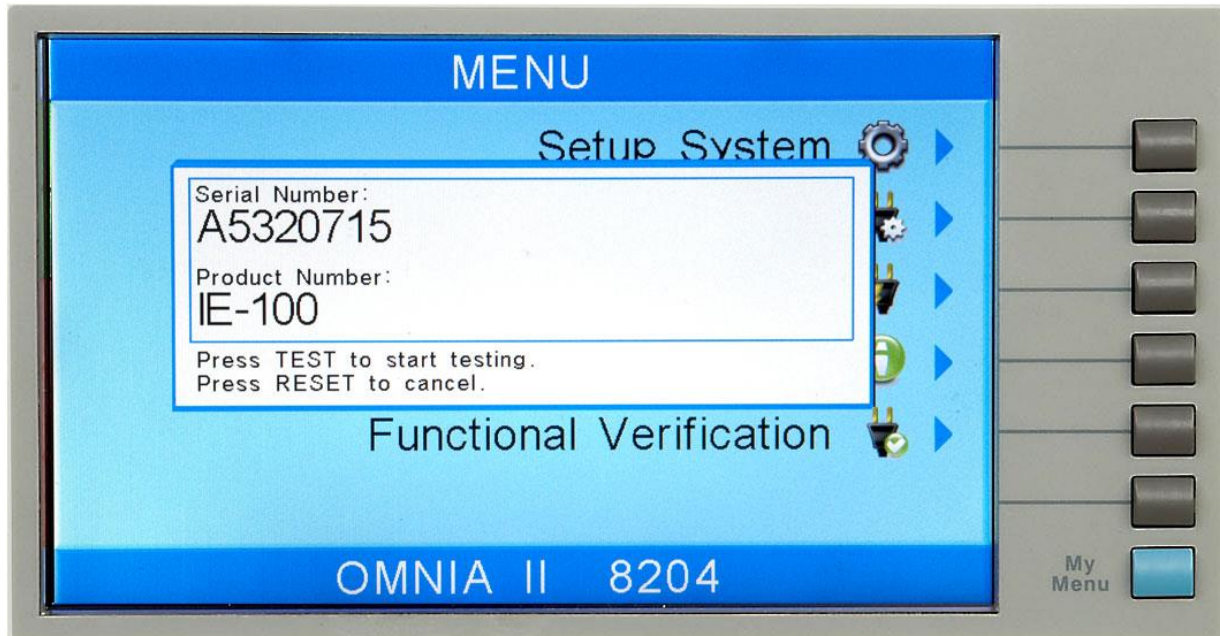 MENU
Setup System
Serial Number:
A5320715
Product Number:
IE-100
Press TEST to start testing.
Press RESET to cancel.
Functional Verification
OMNIA II 8204
My
Menu